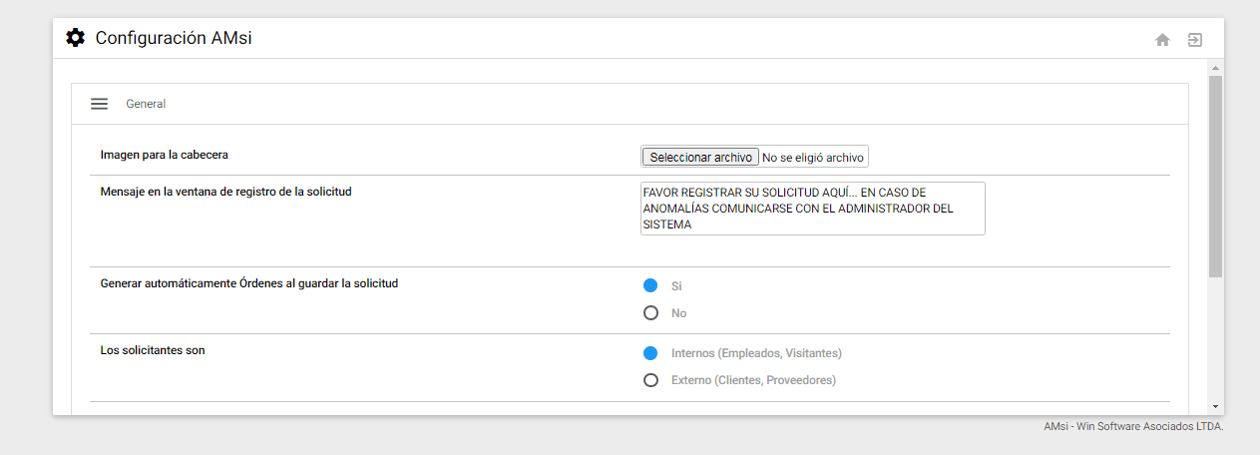 Configuración AMsi
General
Imagen para la cabecera
Seleccionar archivo No se eligió archivo
Mensaje en la ventana de registro de la solicitud
FAVOR REGISTRAR SU SOLICITUD AQUÍ... EN CASO DE
ANOMALÍAS COMUNICARSE CON EL ADMINISTRADOR DEL
SISTEMA
Generar automáticamente Órdenes al guardar la solicitud
Si
No
Los solicitantes son
Internos (Empleados, Visitantes)
Externo (Clientes, Proveedores)
AMsi - Win Software Asociados LTDA.